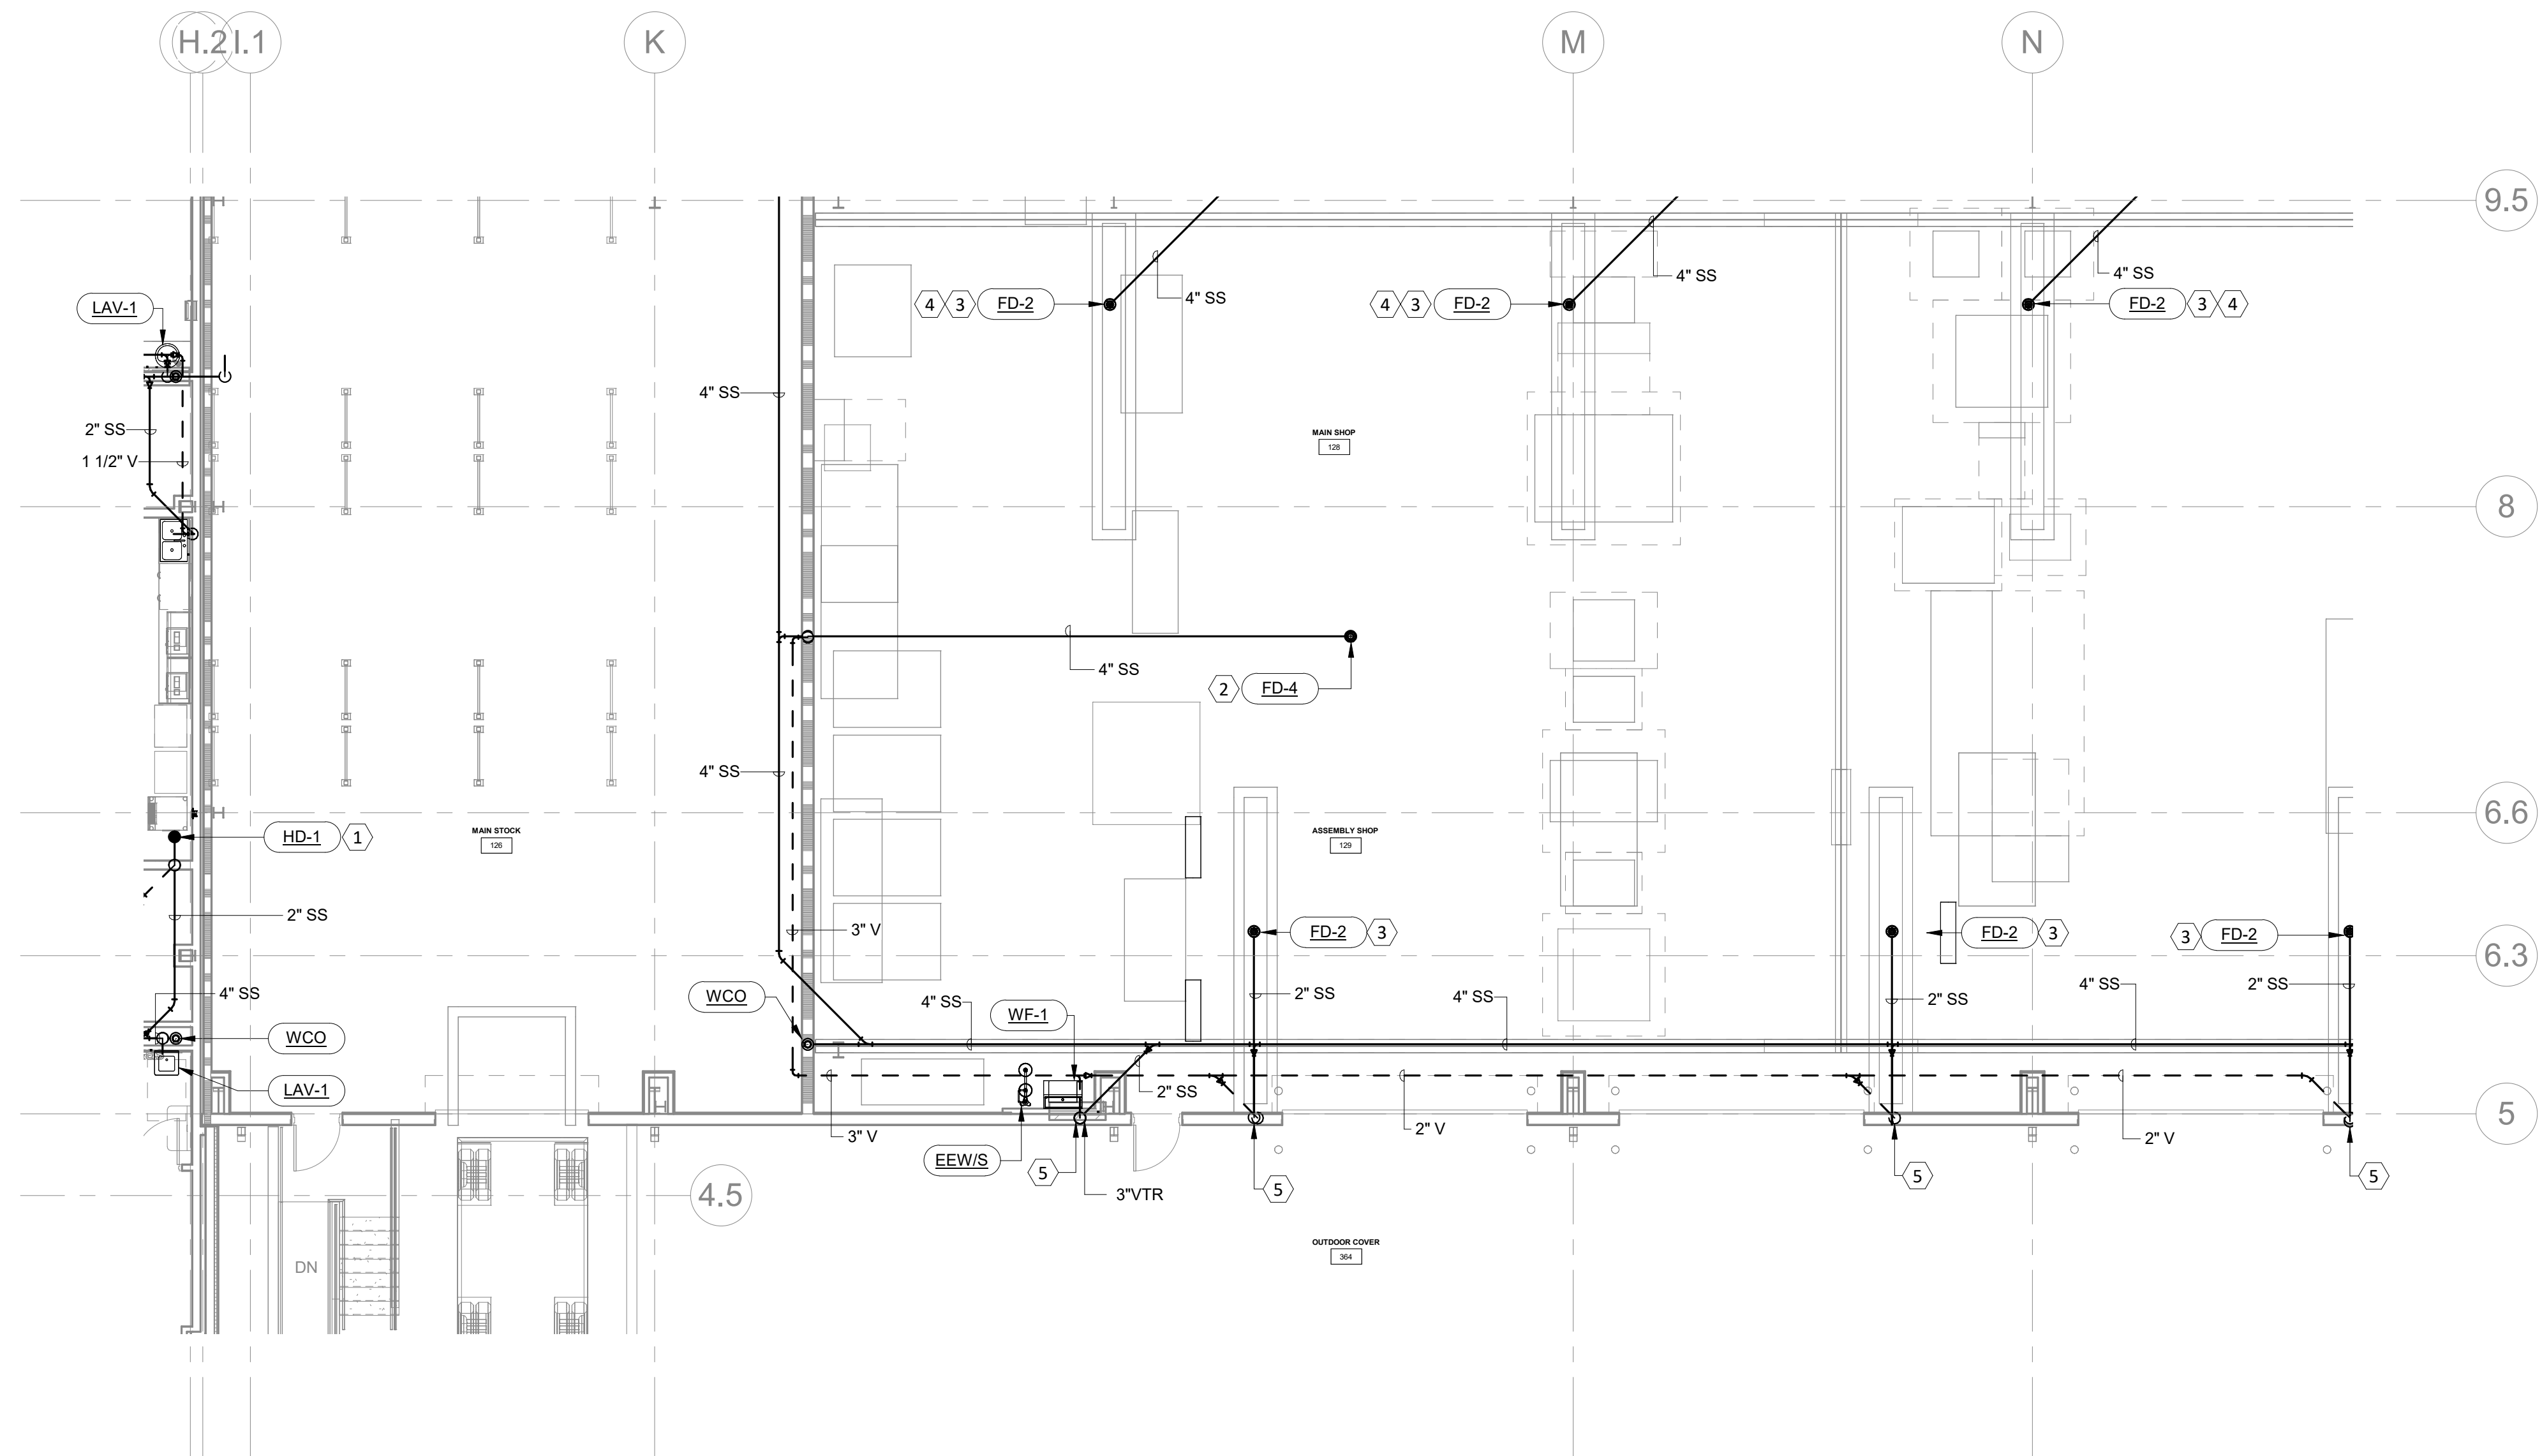 H.2 I.1 K M N
9.5
LAV-1
4 3 FD-2
4" SS
4 3 FD-2
4" SS
4" SS
FD-2 3 4
4" SS
2" SS
1 1/2" V
MAIN SHOP
128
8
4" SS
2 FD-4
4" SS
HD-1 1
MAIN STOCK
126
ASSEMBLY SHOP
129
6.6
2" SS
3" V
FD-2 3
FD-2 3
3 FD-2
6.3
4" SS
WCO
4" SS
WF-1
2" SS
4" SS
2" SS
4" SS
2" SS
WCO
LAV-1
2" SS
3" V
2" V
2" V
5
EEW/S
5
3"VTR
5
5
5
4.5
OUTDOOR COVER
364
DN